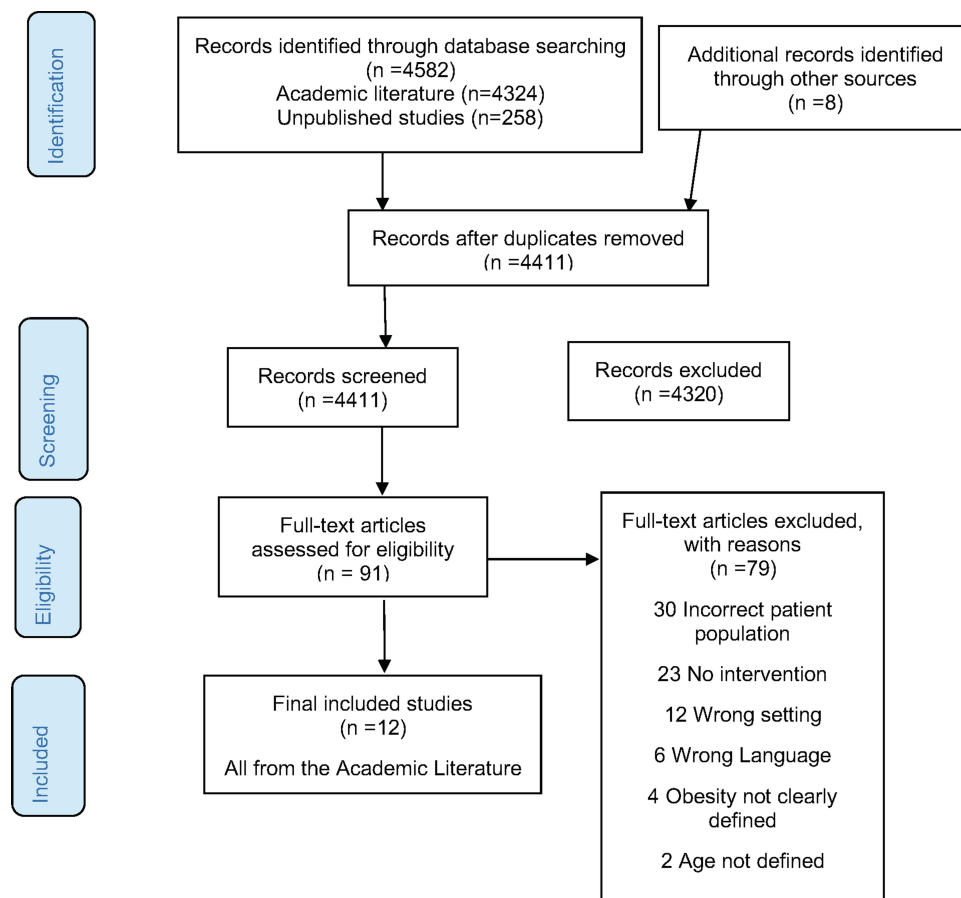 Identification
Records identified through database searching
(n =4582)
Academic literature (n=4324)
Unpublished studies (n=258)
Additional records identified
through other sources
(n =8)
Records after duplicates removed
(n =4411)
Screening
Records screened
(n =4411)
Records excluded
(n =4320)
Eligibility
Full-text articles
assessed for eligibility
(n = 91)
Full-text articles excluded,
with reasons
(n =79)
30 Incorrect patient
population
23 No intervention
12 Wrong setting
6 Wrong Language
4 Obesity not clearly
defined
2 Age not defined
Included
Final included studies
(n =12)
All from the Academic Literature